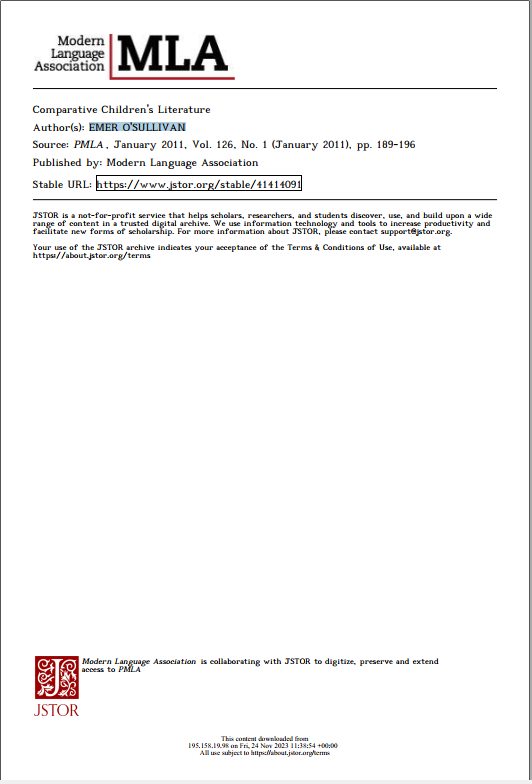 Modern
Language
Association
MLA
Comparative Children's Literature
Author(s): EMER O'SULLIVAN
Source: PMLA, January 2011, Vol. 126, No. 1 (January 2011), pp. 189-196
Published by: Modern Language Association
Stable URL: https://www.jstor.org/stable/41414091
JSTOR is a not-for-profit service that helps scholars, researchers, and students discover, use, and build upon a wide
range of content in a trusted digital archive. We use information technology and tools to increase productivity and
facilitate new forms of scholarship. For more information about JSTOR, please contact support@jstor.org.
Your use of the JSTOR archive indicates your acceptance of the Terms & Conditions of Use, available at
https://about.jstor.org/terms
Modern Language Association is collaborating with JSTOR to digitize, preserve and extend
access to PMLA
JSTOR
This content downloaded from
195.158.19.98 on Fri, 24 Nov 2023 11:38:54 +00:00
All use subject to https://about.jstor.org/terms